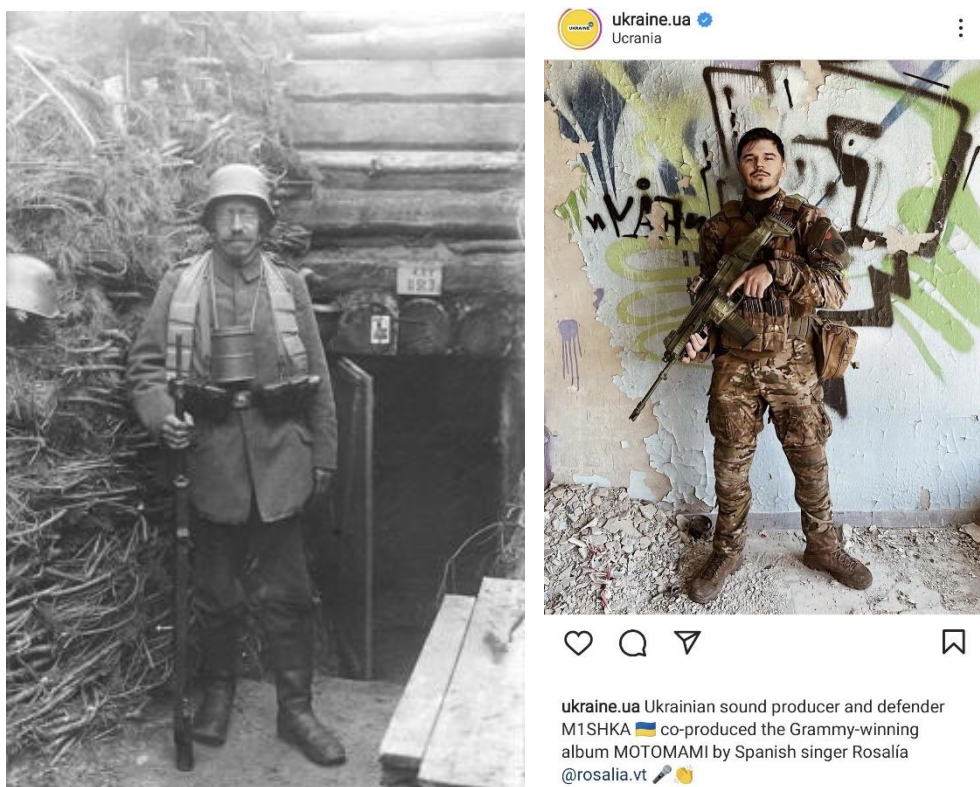 ukraine.ua
Ucrania
UKRAINE
ukraine.ua Ukrainian sound producer and defender
M1SHKA 🇺🇦 co-produced the Grammy-winning
album MOTOMAMI by Spanish singer Rosalía
@rosalia.vt 🎤👏